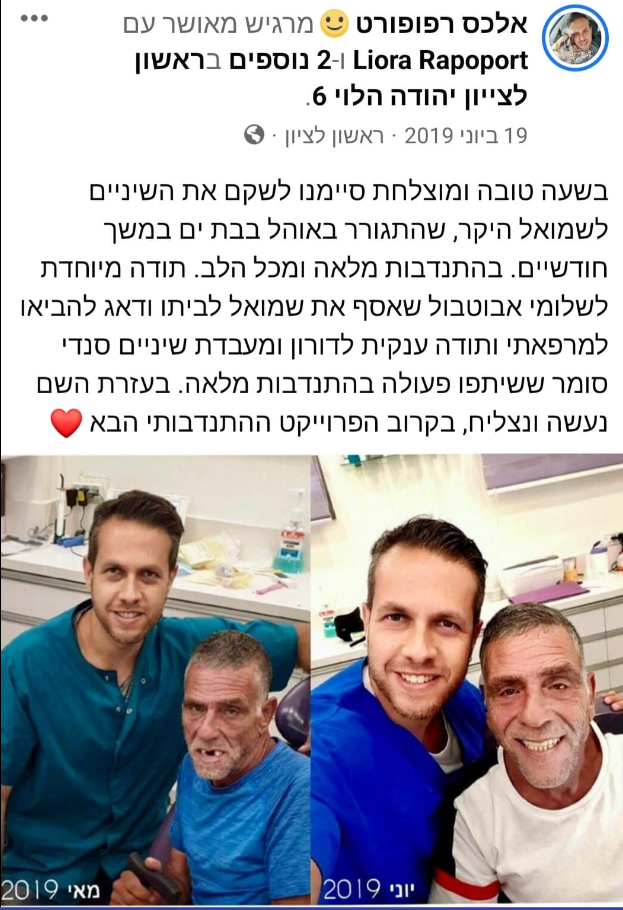 אלכס רפופורט 🙂 מרגיש מאושר עם
Liora Rapoport ו-2 נוספים בראשון
לצייון יהודה הלוי 6.
19 ביוני 2019 · ראשון לציון ·
בשעה טובה ומוצלחת סיימנו לשקם את השיניים
לשמואל היקר, שהתגורר באוהל בבת ים במשך
חודשיים. בהתנדבות מלאה ומכל הלב. תודה מיוחדת
לשלומי אבוטבול שאסף את שמואל לביתו ודאג להביאו
למרפאתי ותודה ענקית לדורון ומעבדת שיניים סנדי
סומר ששיתפו פעולה בהתנדבות מלאה. בעזרת השם
נעשה ונצליח, בקרוב הפרוייקט ההתנדבותי הבא ❤️
מאי 2019
יוני 2019